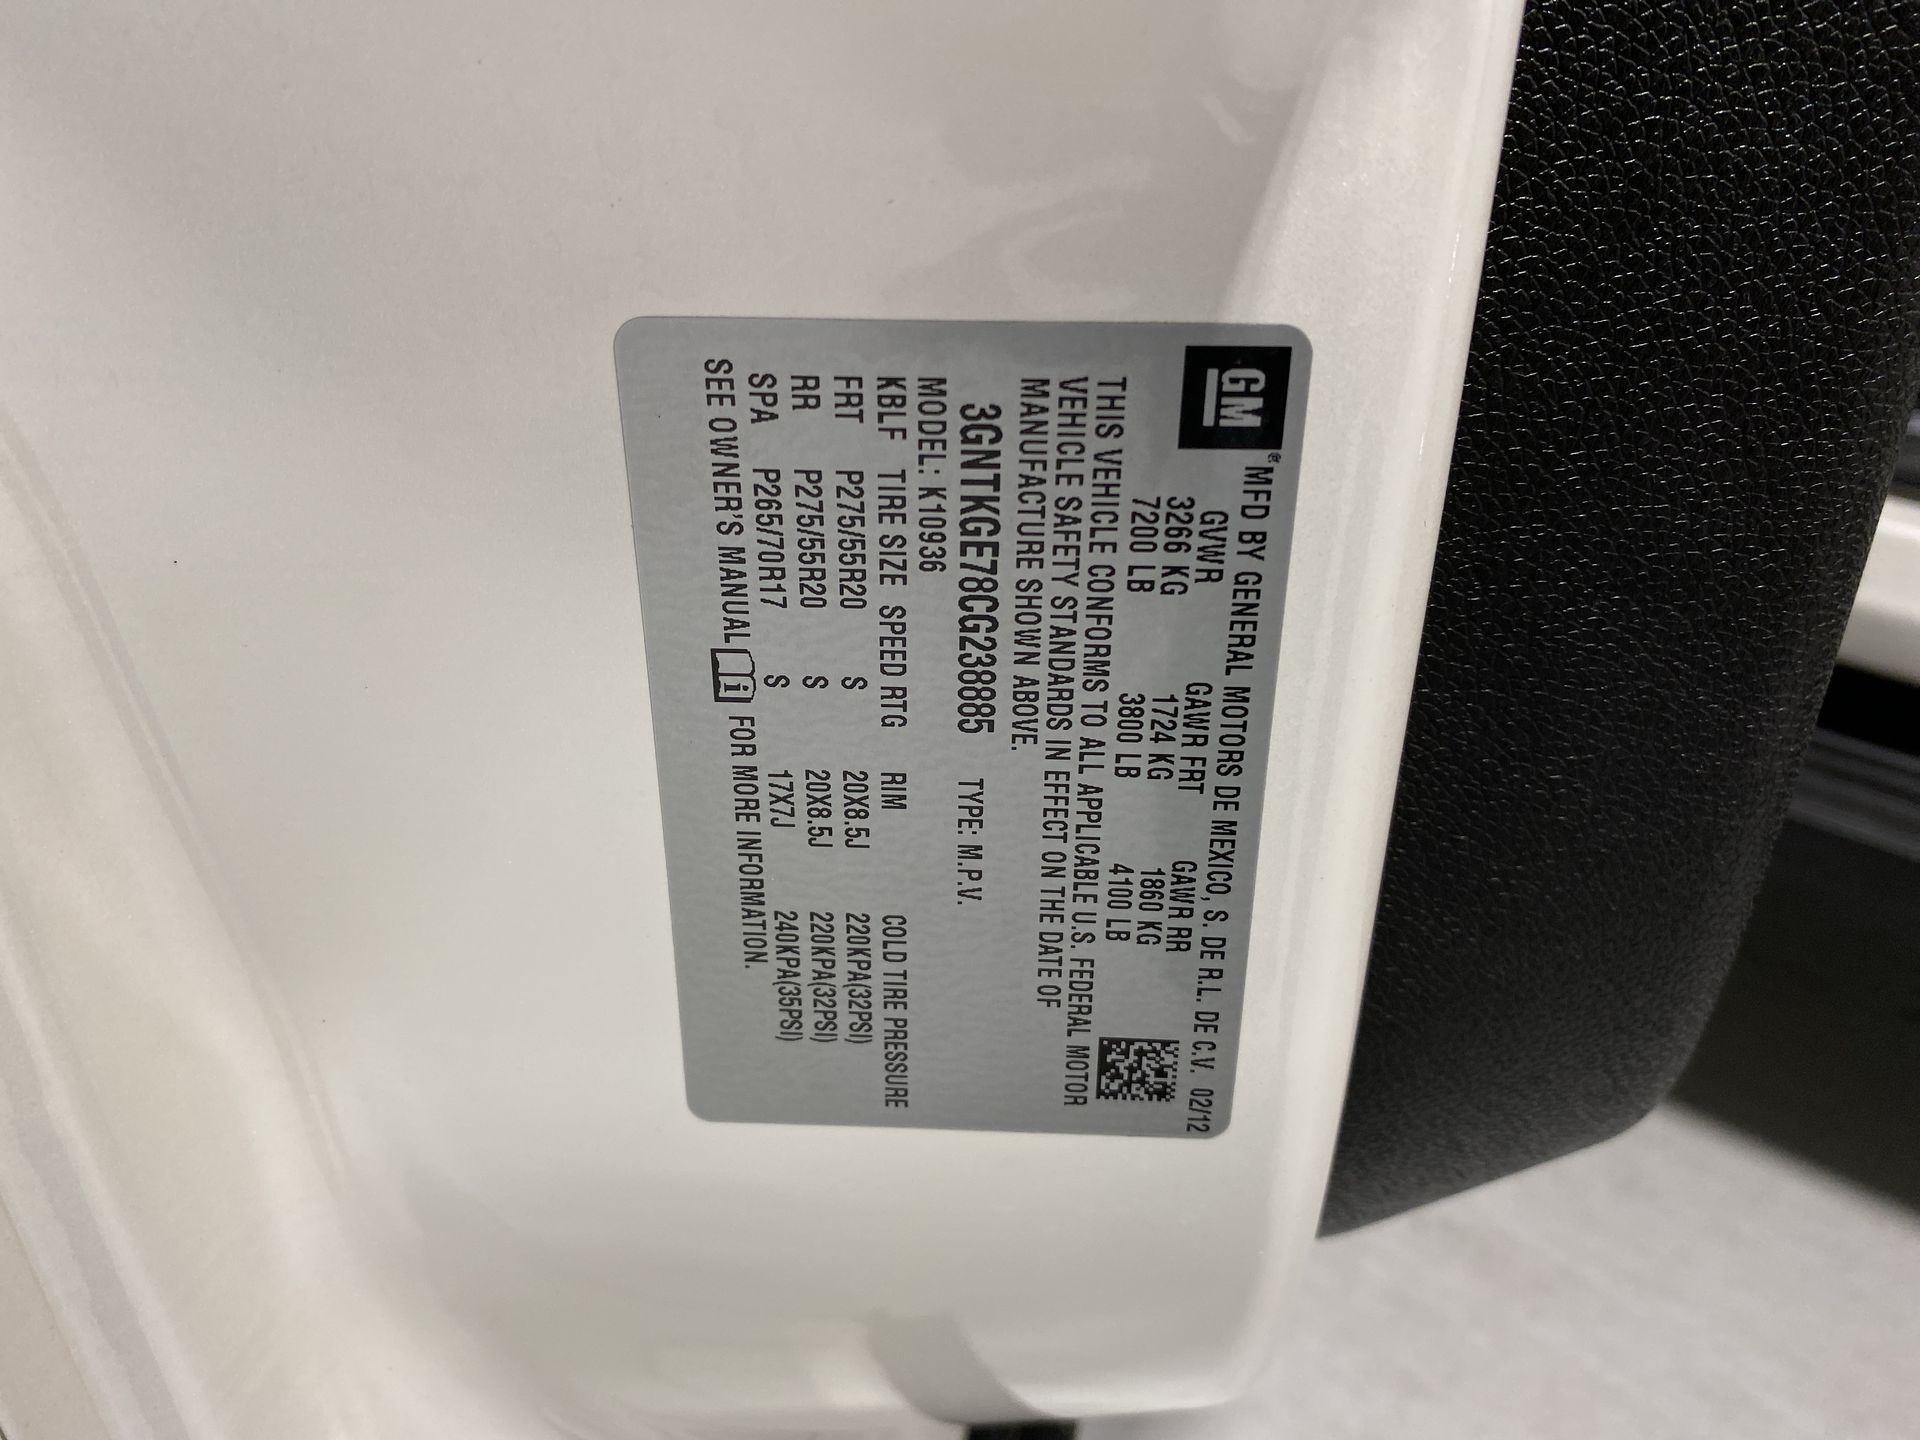 GM ® MFD BY GENERAL MOTORS DE MEXICO, S. DE R.L. DE C.V. 02/12
GVWR GAWR FRT GAWR RR
3266 KG 1724 KG 1860 KG
7200 LB 3800 LB 4100 LB
THIS VEHICLE CONFORMS TO ALL APPLICABLE U.S. FEDERAL MOTOR
VEHICLE SAFETY STANDARDS IN EFFECT ON THE DATE OF
MANUFACTURE SHOWN ABOVE.
3GNTKGE78CG238885 TYPE: M.P.V.
MODEL: K10936
KBLF TIRE SIZE SPEED RTG RIM COLD TIRE PRESSURE
FRT P275/55R20 S 20X8.5J 220KPA(32PSI)
RR P275/55R20 S 20X8.5J 220KPA(32PSI)
SPA P265/70R17 S 17X7J 240KPA(35PSI)
SEE OWNER'S MANUAL i FOR MORE INFORMATION.